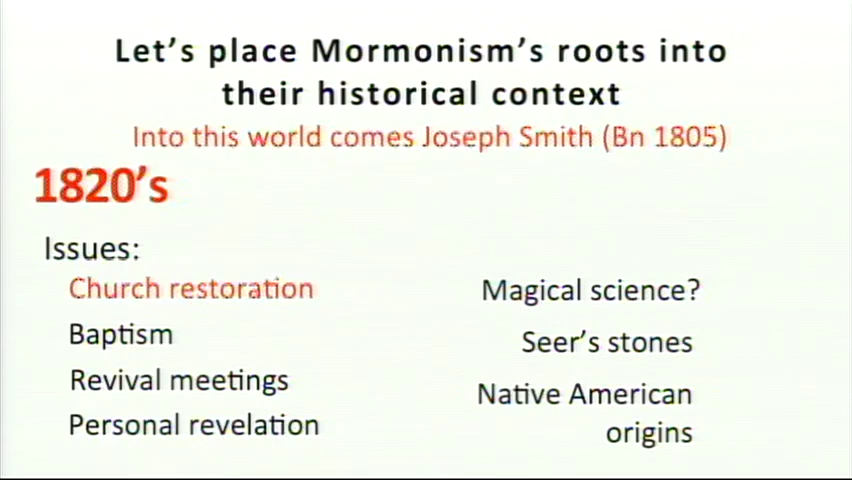 Let’s place Mormonism’s roots into
their historical context
Into this world comes Joseph Smith (Bn 1805)
1820’s
Issues:
Church restoration
Baptism
Revival meetings
Personal revelation
Magical science?
Seer’s stones
Native American
origins